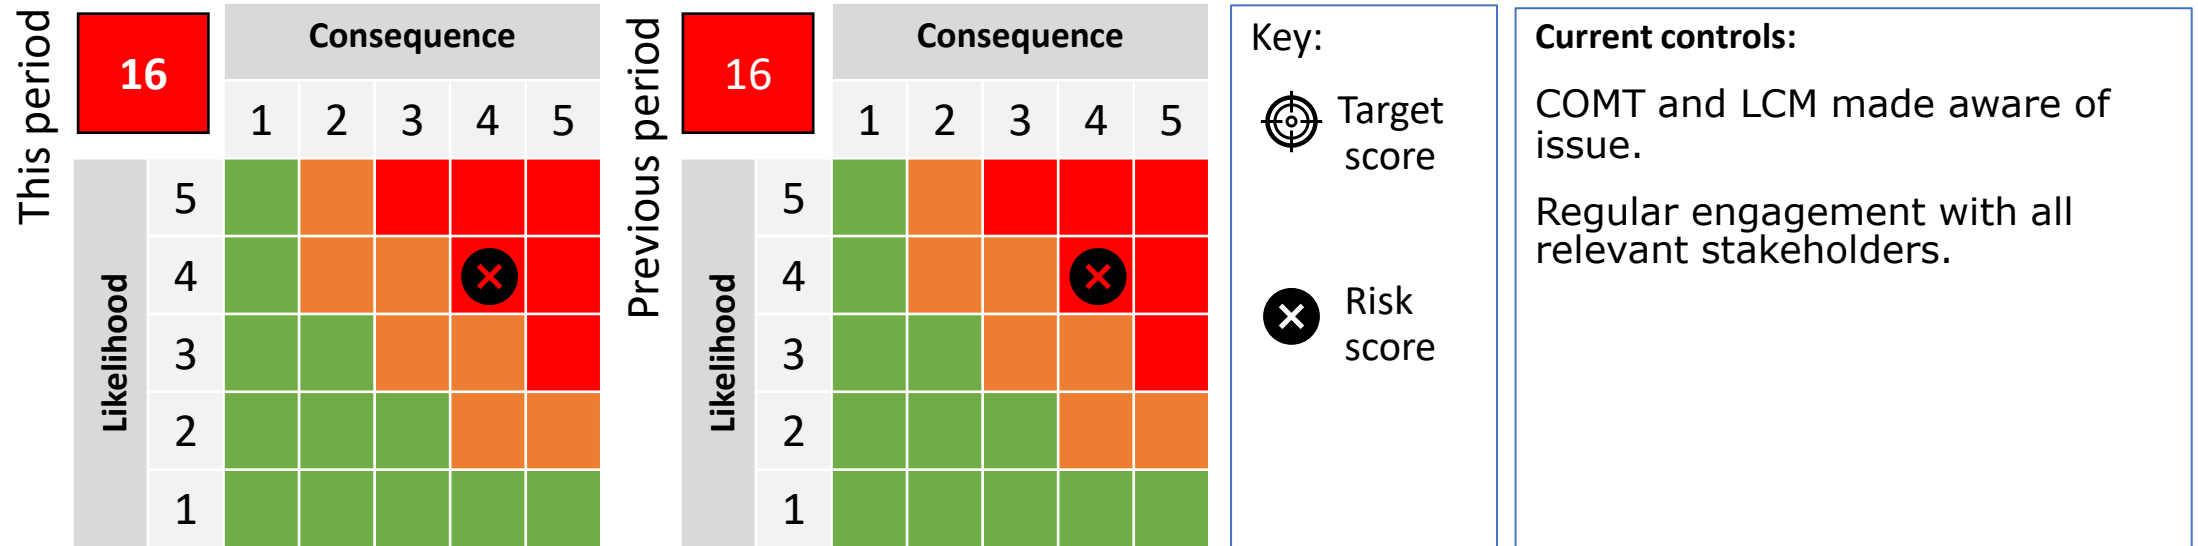 This period
16
Consequence
1 2 3 4 5
Likelihood
5
4
3
2
1
Previous period
16
Consequence
1 2 3 4 5
Likelihood
5
4
3
2
1
Key:
Target
score
Risk
score
Current controls:
COMT and LCM made aware of
issue.
Regular engagement with all
relevant stakeholders.